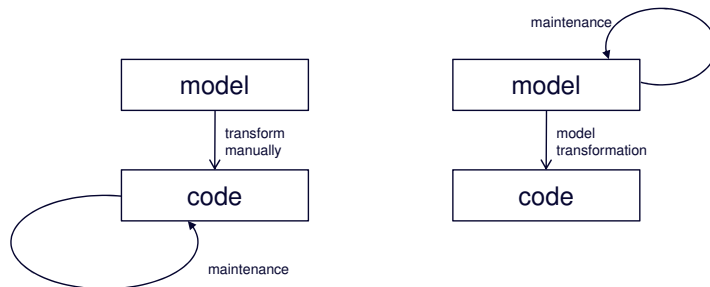 model
transform
manually
code
maintenance
maintenance
model
model
transformation
code